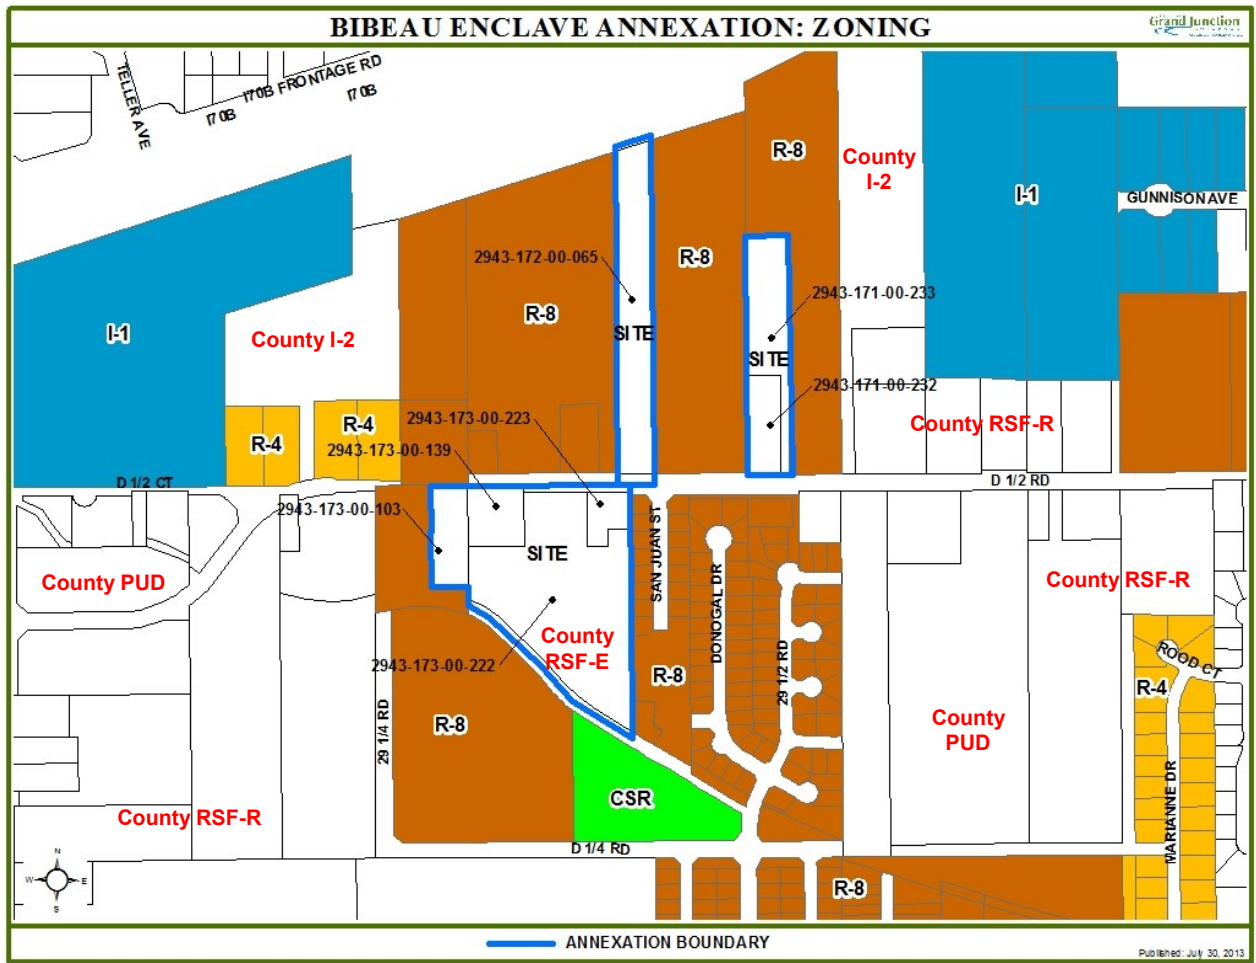 BIBEAU ENCLAVE ANNEXATION: ZONING
Grand Junction
TELLER AVE
I70B FRONTAGE RD
I70B
I70B
R-8
County
I-2
I-1
GUNNISON AVE
2943-172-00-065
R-8
2943-171-00-233
R-8
I-1
County I-2
SITE
SITE
2943-171-00-232
R-4
R-4
2943-173-00-223
County RSF-R
2943-173-00-139
D 1/2 CT
D 1/2 RD
2943-173-00-103
SITE
SAN JUAN ST
DONOGAL DR
County PUD
County RSF-R
County
RSF-E
2943-173-00-222
29 1/2 RD
ROOD CT
R-8
R-4
R-8
29 1/4 RD
County
PUD
CSR
MARIANNE DR
County RSF-R
D 1/4 RD
N
W
E
S
R-8
ANNEXATION BOUNDARY
Published: July 30, 2013